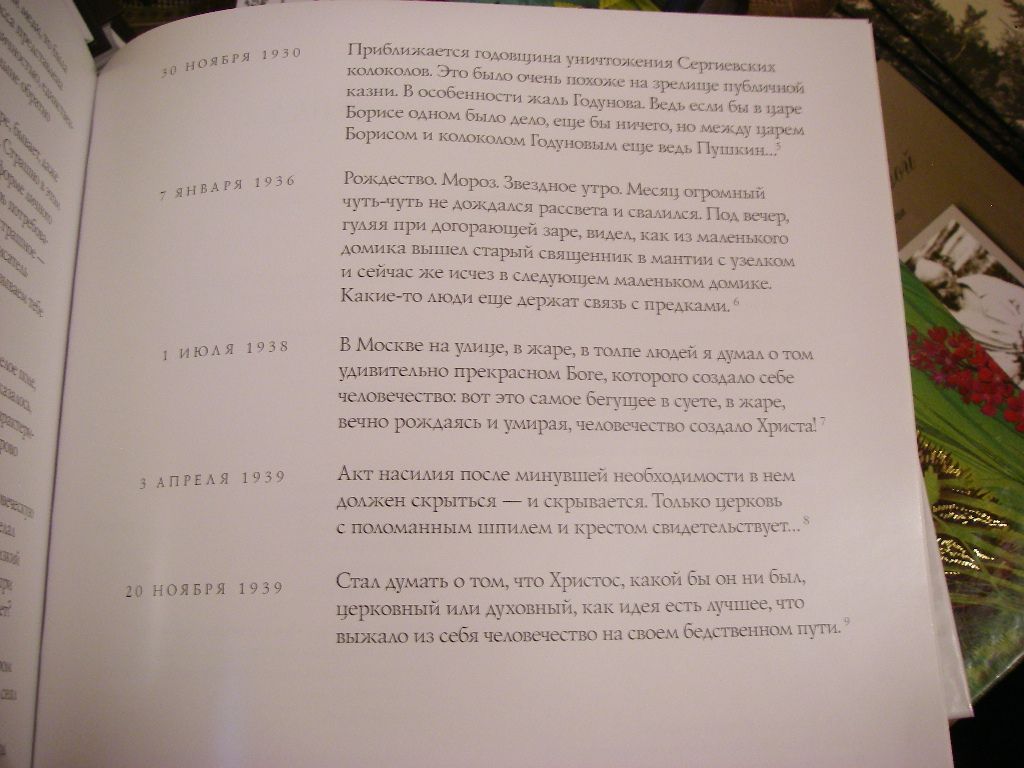 30 НОЯБРЯ 1930
Приближается годовщина уничтожения Сергиевских
колоколов. Это было очень похоже на зрелище публичной
казни. В особенности жаль Годунова. Ведь если бы в царе
Борисе одном было дело, еще бы ничего, но между царем
Борисом и колоколом Годуновым еще ведь Пушкин...5
7 ЯНВАРЯ 1936
Рождество. Мороз. Звездное утро. Месяц огромный
чуть-чуть не дождался рассвета и свалился. Под вечер,
гуляя при догорающей заре, видел, как из маленького
домика вышел старый священник в мантии с узелком
и сейчас же исчез в следующем маленьком домике.
Какие-то люди еще держат связь с предками.6
1 ИЮЛЯ 1938
В Москве на улице, в жаре, в толпе людей я думал о том
удивительно прекрасном Боге, которого создало себе
человечество: вот это самое бегущее в суете, в жаре,
вечно рождаясь и умирая, человечество создало Христа!7
3 АПРЕЛЯ 1939
Акт насилия после минувшей необходимости в нем
должен скрыться — и скрывается. Только церковь
с поломанным шпилем и крестом свидетельствует...8
20 НОЯБРЯ 1939
Стал думать о том, что Христос, какой бы он ни был,
церковный или духовный, как идея есть лучшее, что
выжало из себя человечество на своем бедственном пути.9